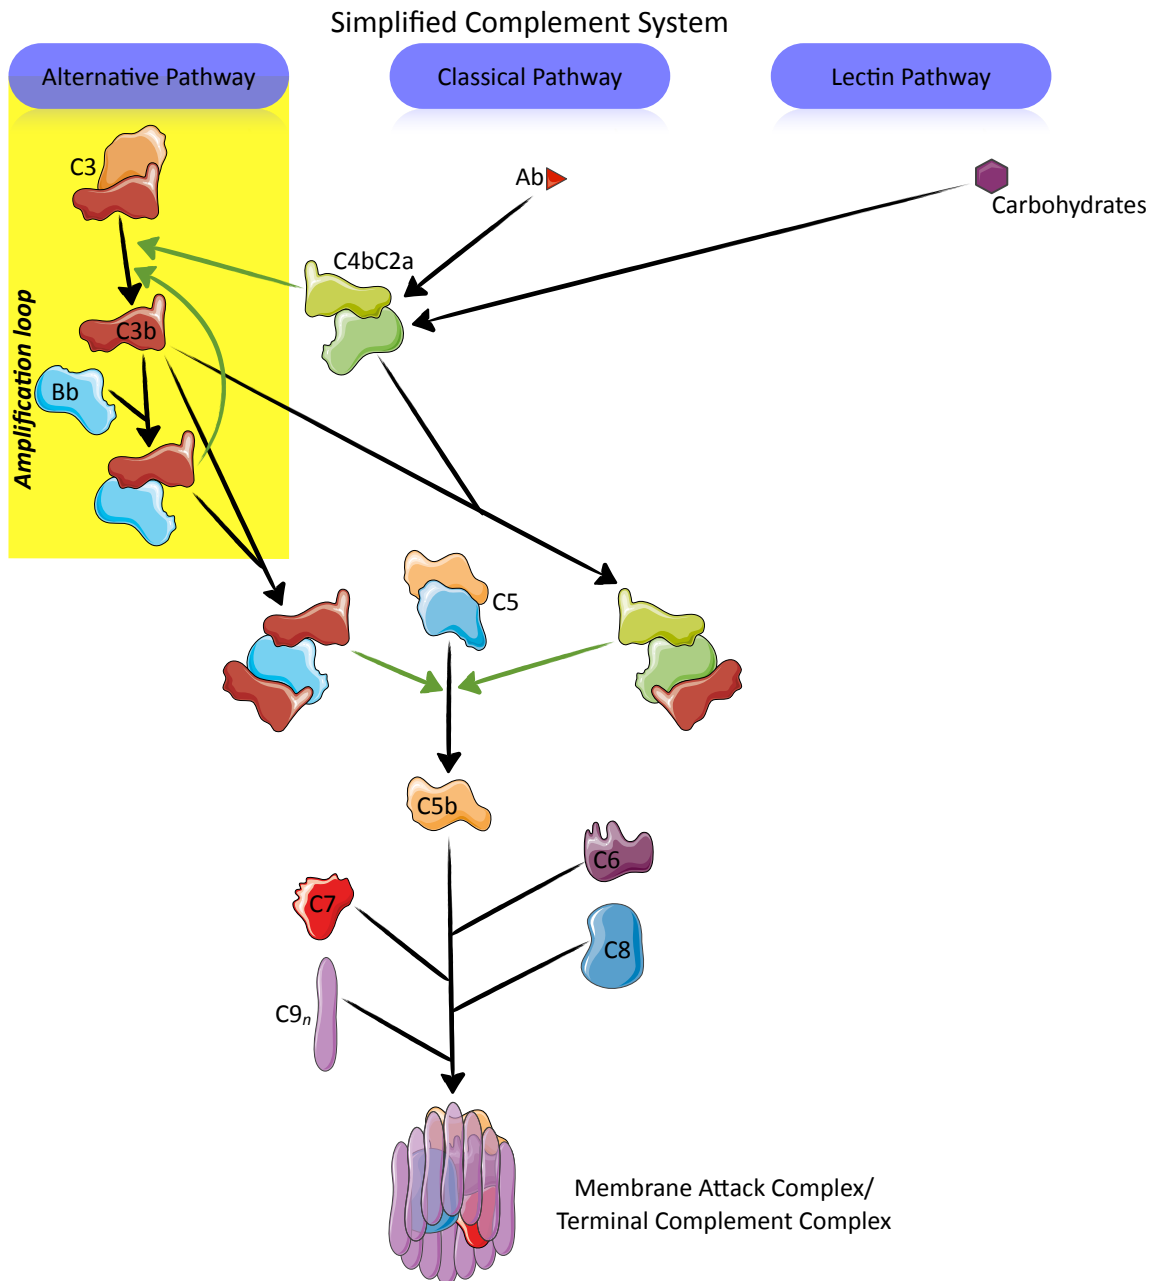 Simplified Complement System
Alternative Pathway
Classical Pathway
Lectin Pathway
C3
Ab
Carbohydrates
C4bC2a
Amplification loop
C3b
Bb
C5
C5b
C6
C7
C8
C9n
Membrane Attack Complex/
Terminal Complement Complex